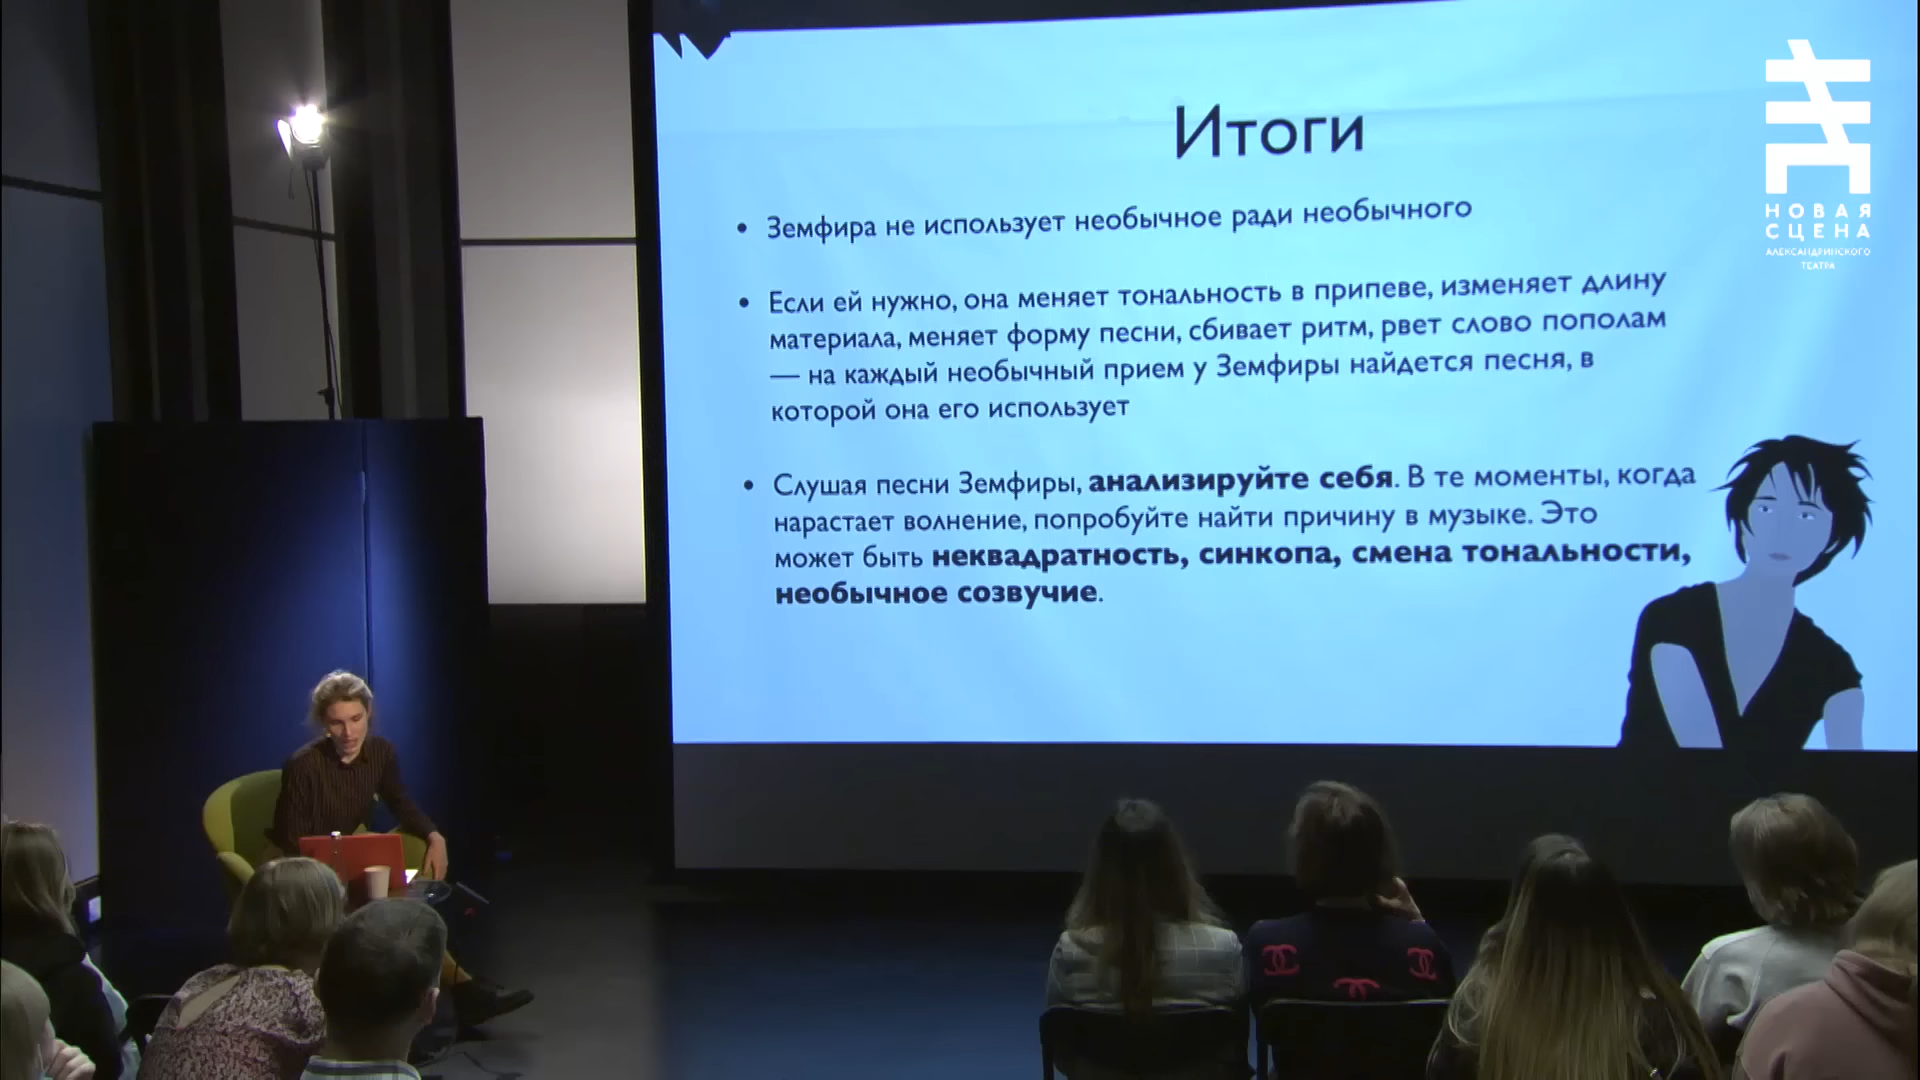 Итоги
• Земфира не использует необычное ради необычного
• Если ей нужно, она меняет тональность в припеве, изменяет длину
материала, меняет форму песни, сбивает ритм, рвет слово пополам
— на каждый необычный прием у Земфиры найдется песня, в
которой она его использует
• Слушая песни Земфиры, анализируйте себя. В те моменты, когда
нарастает волнение, попробуйте найти причину в музыке. Это
может быть неквадратность, синкопа, смена тональности,
необычное созвучие.
НОВАЯ
СЦЕНА
АЛЕКСАНДРИНСКОГО
ТЕАТРА